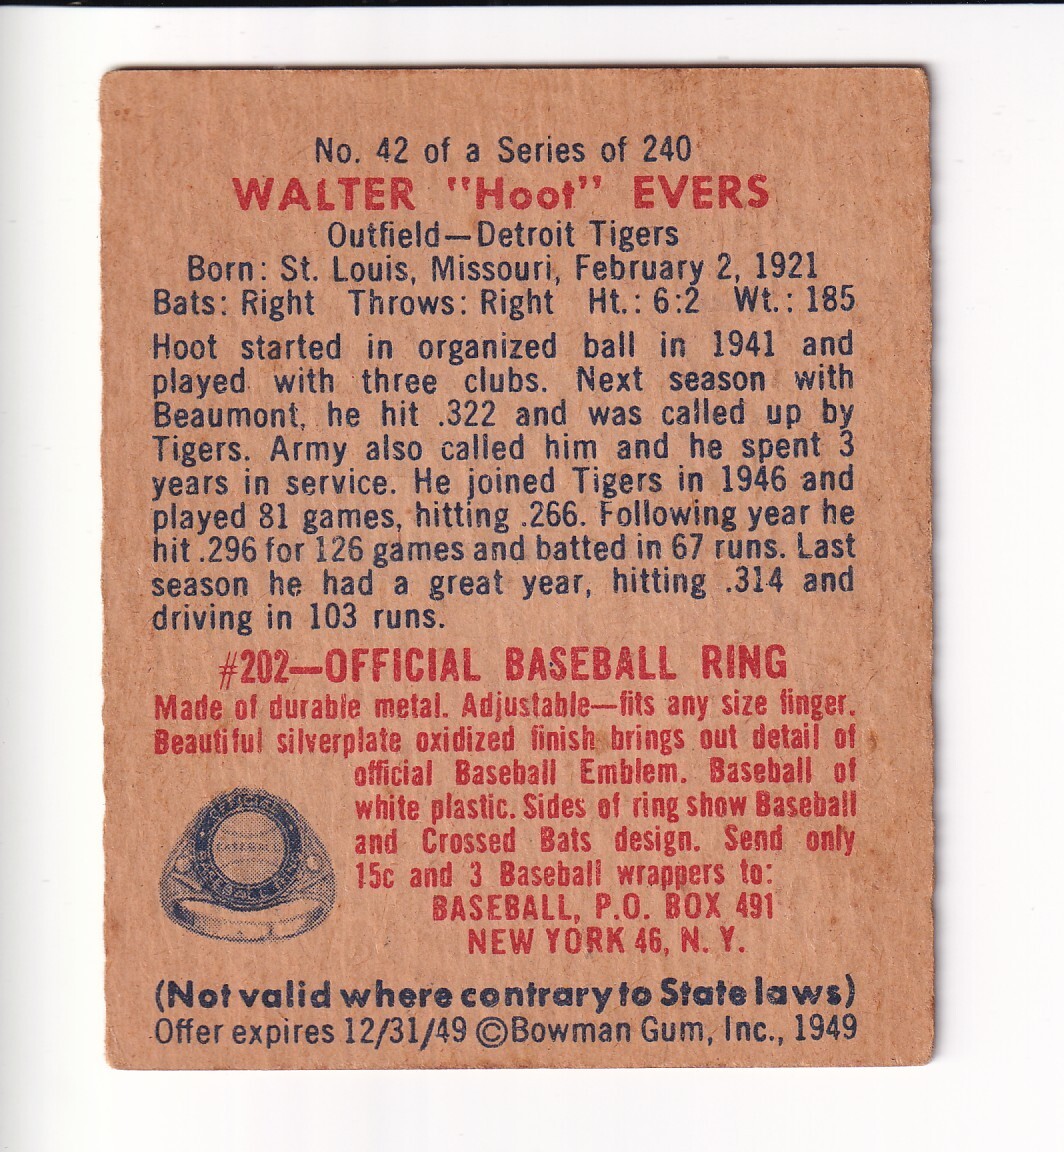 No. 42 of a Series of 240
WALTER "Hoot" EVERS
Outfield—Detroit Tigers
Born: St. Louis, Missouri, February 2, 1921
Bats: Right Throws: Right Ht.: 6:2 Wt.: 185
Hoot started in organized ball in 1941 and
played with three clubs. Next season with
Beaumont, he hit .322 and was called up by
Tigers. Army also called him and he spent 3
years in service. He joined Tigers in 1946 and
played 81 games, hitting .266. Following year he
hit .296 for 126 games and batted in 67 runs. Last
season he had a great year, hitting .314 and
driving in 103 runs.
#202—OFFICIAL BASEBALL RING
Made of durable metal. Adjustable—fits any size finger.
Beautiful silverplate oxidized finish brings out detail of
official Baseball Emblem. Baseball of
white plastic. Sides of ring show Baseball
and Crossed Bats design. Send only
15c and 3 Baseball wrappers to:
BASEBALL, P.O. BOX 491
NEW YORK 46, N. Y.
OFFICIAL
BASEBALL RING
(Not valid where contrary to State laws)
Offer expires 12/31/49 ©Bowman Gum, Inc., 1949